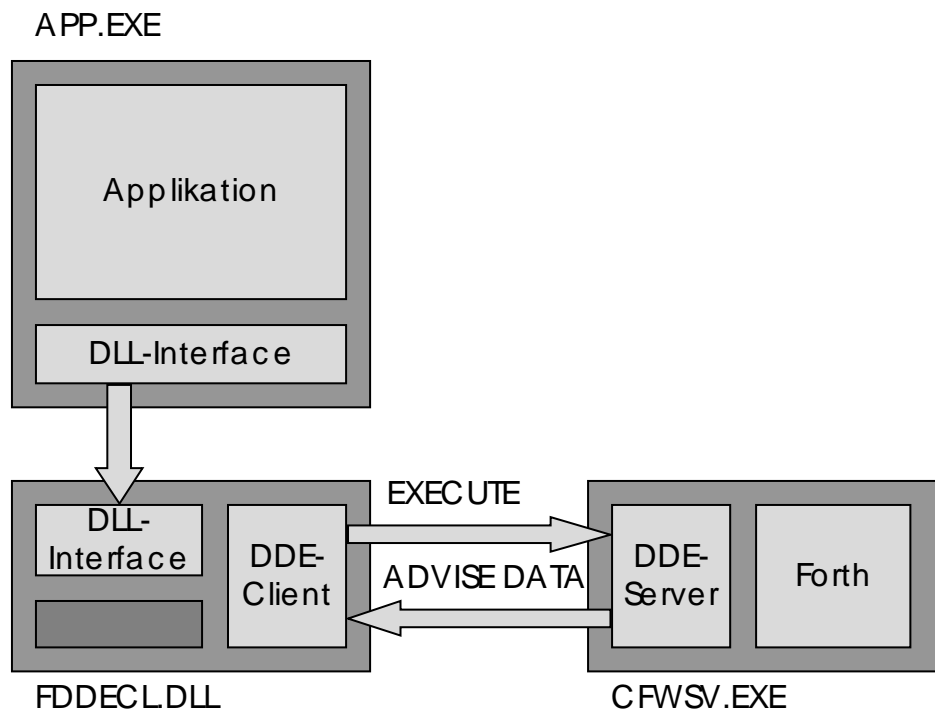 APP.EXE
Applikation
DLL-Interface
DLL-
Interface
DDE-
Client
EXECUTE
ADVISE DATA
DDE-
Server
Forth
FDDECL.DLL
CFWSV.EXE